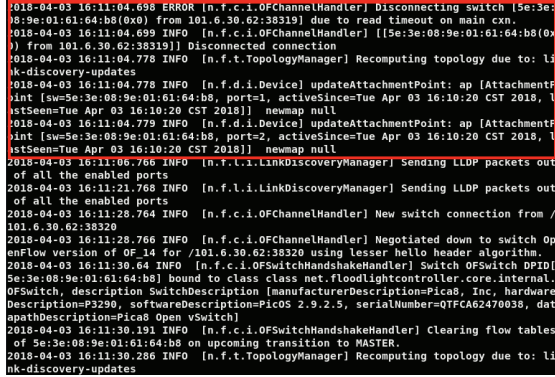 2018-04-03 16:11:04.698 ERROR [n.f.c.i.OFChannelHandler] Disconnecting switch [5e:3e:
08:9e:01:61:64:b8(0x0) from 101.6.30.62:38319] due to read timeout on main cxn.
2018-04-03 16:11:04.699 INFO [n.f.c.i.OFChannelHandler] [[5e:3e:08:9e:01:61:64:b8(0x
0) from 101.6.30.62:38319]] Disconnected connection
2018-04-03 16:11:04.778 INFO [n.f.t.TopologyManager] Recomputing topology due to: li
nk-discovery-updates
2018-04-03 16:11:04.778 INFO [n.f.d.i.Device] updateAttachmentPoint: ap [AttachmentP
oint [sw=5e:3e:08:9e:01:61:64:b8, port=1, activeSince=Tue Apr 03 16:10:20 CST 2018, l
astSeen=Tue Apr 03 16:10:20 CST 2018]] newmap null
2018-04-03 16:11:04.779 INFO [n.f.d.i.Device] updateAttachmentPoint: ap [AttachmentP
oint [sw=5e:3e:08:9e:01:61:64:b8, port=2, activeSince=Tue Apr 03 16:10:20 CST 2018, l
astSeen=Tue Apr 03 16:10:20 CST 2018]] newmap null
2018-04-03 16:11:06.766 INFO [n.f.l.i.LinkDiscoveryManager] Sending LLDP packets out
of all the enabled ports
2018-04-03 16:11:21.768 INFO [n.f.l.i.LinkDiscoveryManager] Sending LLDP packets out
of all the enabled ports
2018-04-03 16:11:28.764 INFO [n.f.c.i.OFChannelHandler] New switch connection from /
101.6.30.62:38320
2018-04-03 16:11:28.766 INFO [n.f.c.i.OFChannelHandler] Negotiated down to switch Op
enFlow version of OF_14 for /101.6.30.62:38320 using lesser hello header algorithm.
2018-04-03 16:11:30.64 INFO [n.f.c.i.OFSwitchHandshakeHandler] Switch OFSwitch DPID[
5e:3e:08:9e:01:61:64:b8] bound to class class net.floodlightcontroller.core.internal.
OFSwitch, description SwitchDescription [manufacturerDescription=Pica8, Inc, hardware
Description=P3290, softwareDescription=PicOS 2.9.2.5, serialNumber=QTFCA62470038, dat
apathDescription=Pica8 Open vSwitch]
2018-04-03 16:11:30.191 INFO [n.f.c.i.OFSwitchHandshakeHandler] Clearing flow tables
of 5e:3e:08:9e:01:61:64:b8 on upcoming transition to MASTER.
2018-04-03 16:11:30.286 INFO [n.f.t.TopologyManager] Recomputing topology due to: li
nk-discovery-updates